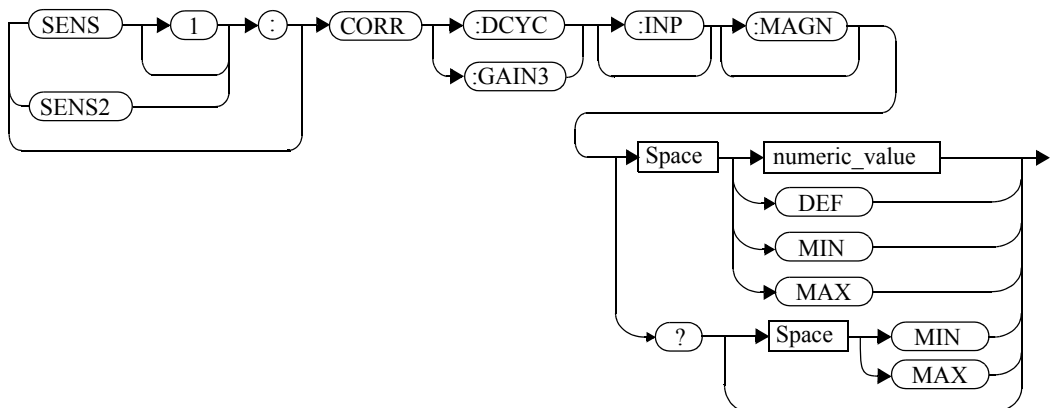 SENS 1 : CORR :DCYC :INP :MAGN
:GAIN3
SENS2
Space numeric_value
DEF
MIN
MAX
? Space MIN
MAX